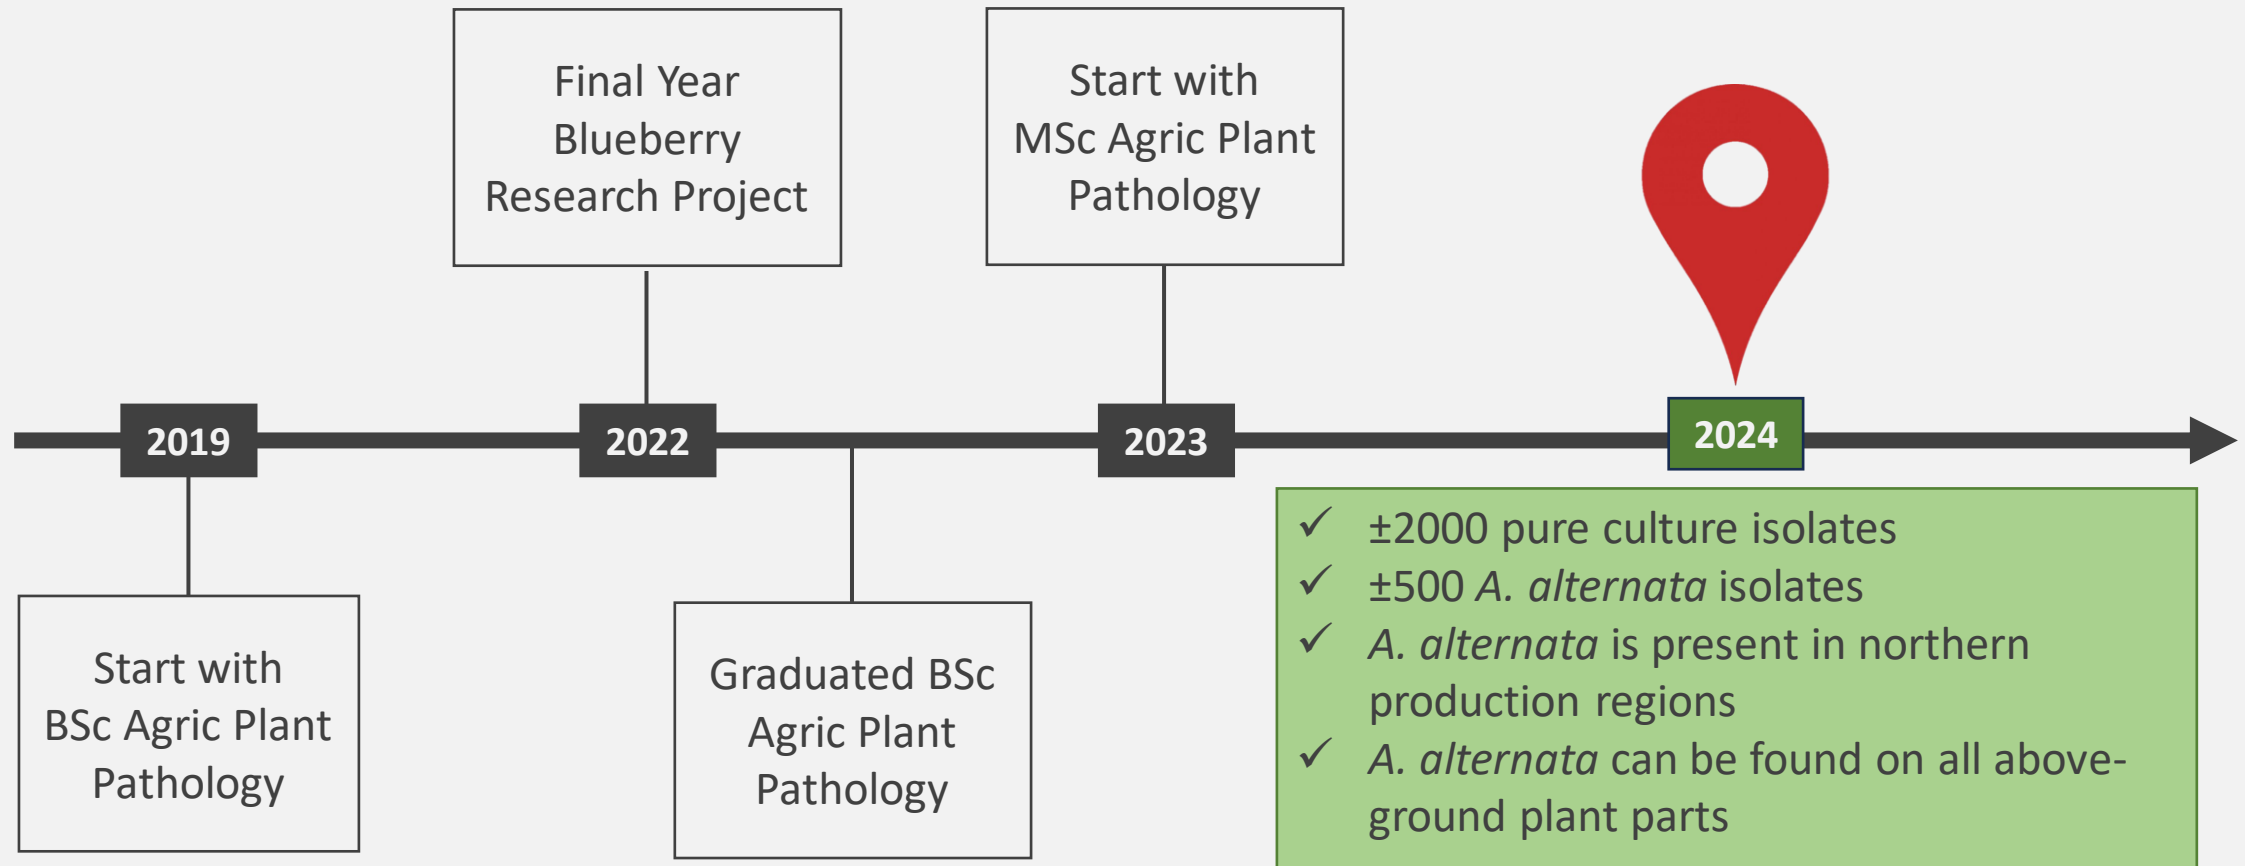 Final Year
Blueberry
Research Project
Start with
MSc Agric Plant
Pathology
2019
2022
2023
2024
Start with
BSc Agric Plant
Pathology
Graduated BSc
Agric Plant
Pathology
✓ ±2000 pure culture isolates
✓ ±500 A. alternata isolates
✓ A. alternata is present in northern
production regions
✓ A. alternata can be found on all above-
ground plant parts